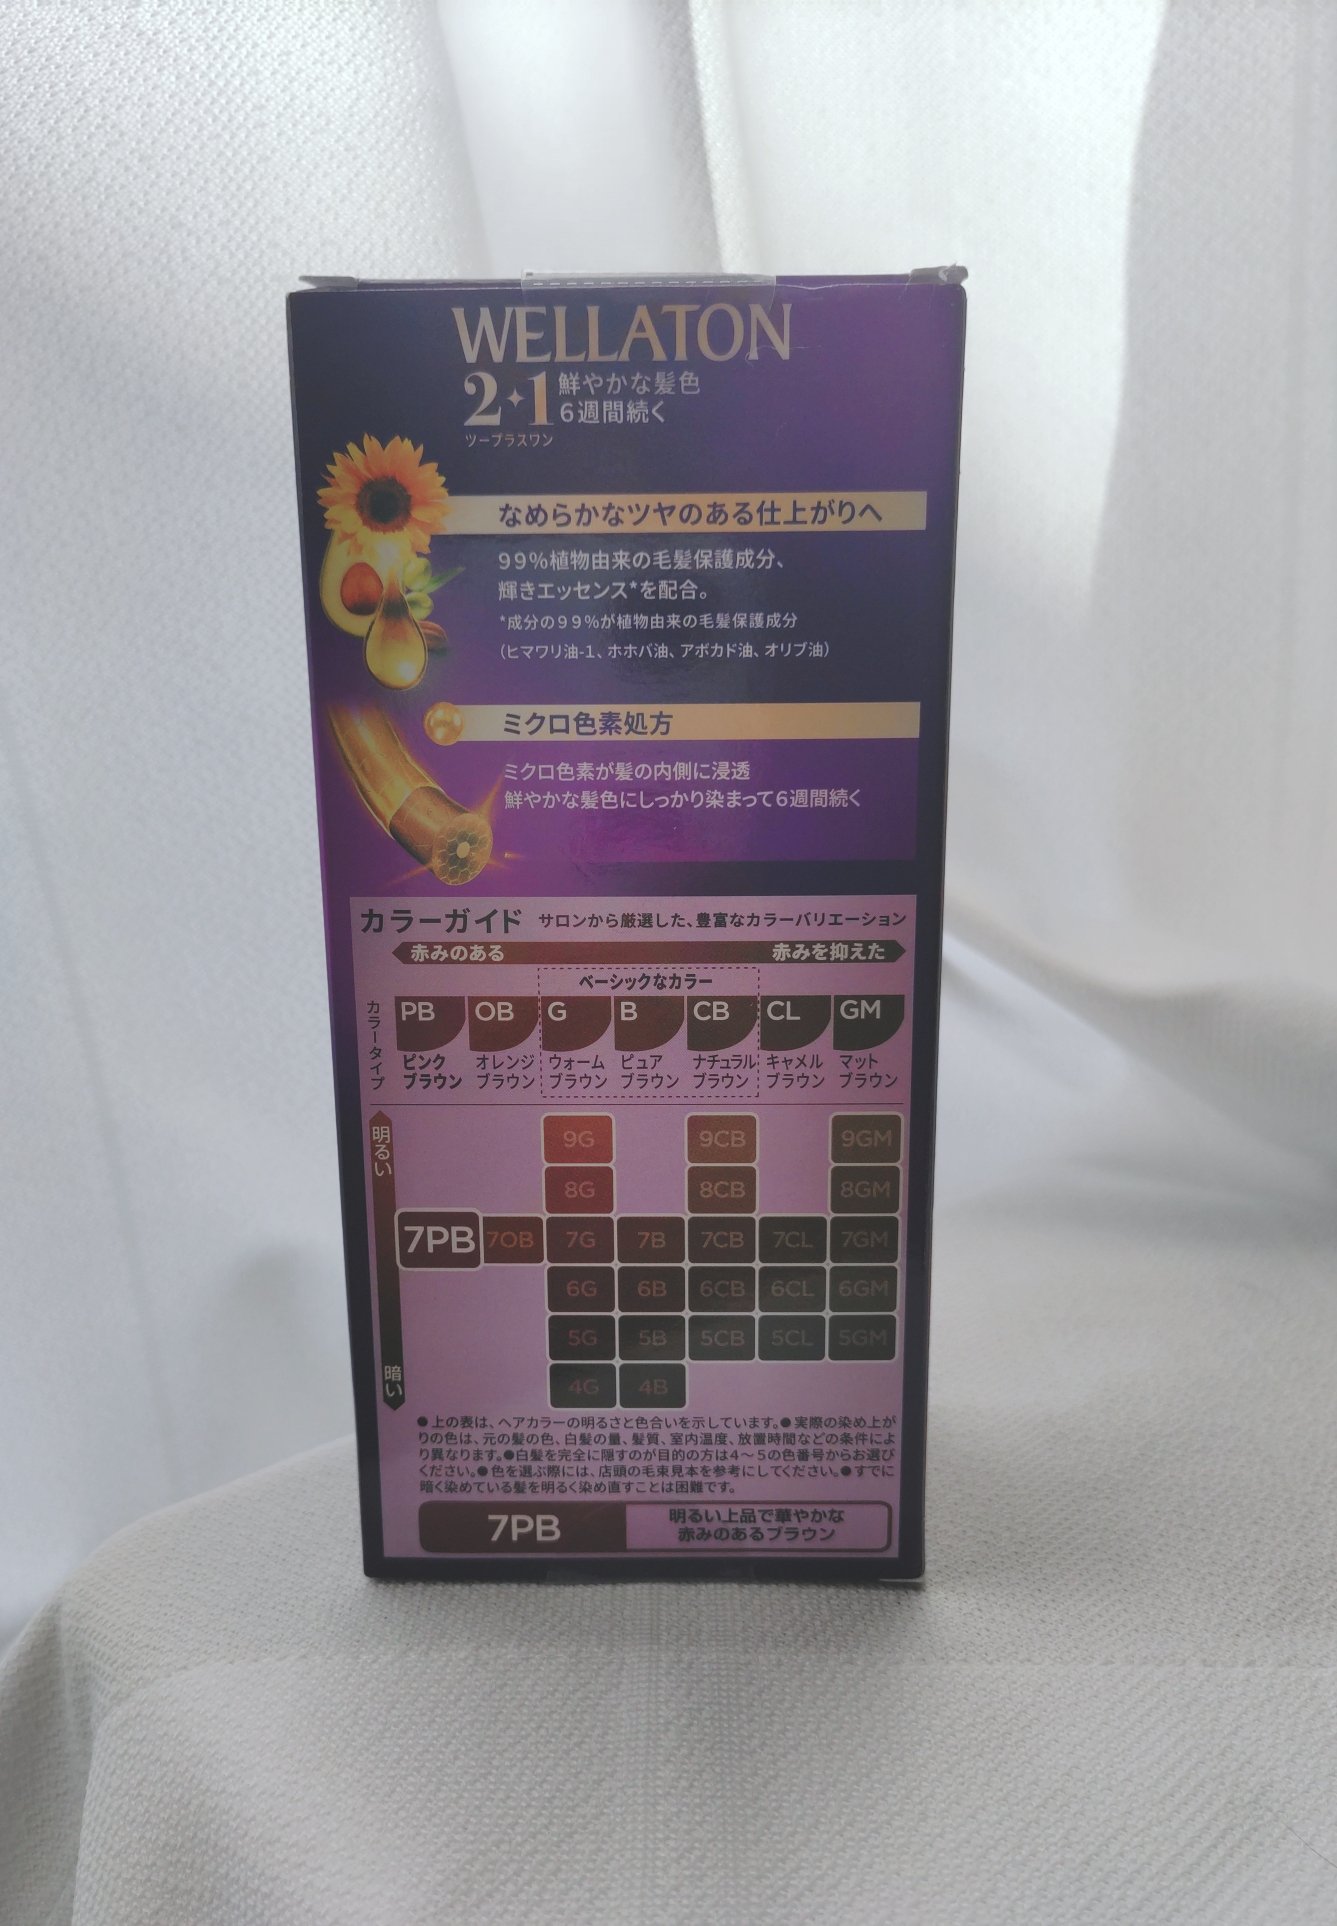 WELLATON
2+1 鮮やかな髪色
6週間続く
ツープラスワン
なめらかなツヤのある仕上がりへ
99%植物由来の毛髪保護成分、
輝きエッセンス*を配合。
*成分の99%が植物由来の毛髪保護成分
(ヒマワリ油-1、ホホバ油、アボカド油、オリブ油)
ミクロ色素処方
ミクロ色素が髪の内側に浸透
鮮やかな髪色にしっかり染まって6週間続く
カラーガイド サロンから厳選した、豊富なカラーバリエーション
赤みのある 赤みを抑えた
ベーシックなカラー
カラータイプ
PB OB G B CB CL GM
ピンク オレンジ ウォーム ピュア ナチュラル キャメル マット
ブラウン ブラウン ブラウン ブラウン ブラウン ブラウン ブラウン
明るい
9G 9CB 9GM
8G 8CB 8GM
7PB 7OB 7G 7B 7CB 7CL 7GM
6G 6B 6CB 6CL 6GM
5G 5B 5CB 5CL 5GM
暗い
4G 4B
●上の表は、ヘアカラーの明るさと色合いを示しています。●実際の染め上が
りの色は、元の髪の色、白髪の量、髪質、室内温度、放置時間などの条件によ
り異なります。●白髪を完全に隠すのが目的の方は4～5の色番号からお選び
ください。●色を選ぶ際には、店頭の毛束見本を参考にしてください。●すでに
暗く染めている髪を明るく染め直すことは困難です。
7PB 明るい上品で華やかな
赤みのあるブラウン